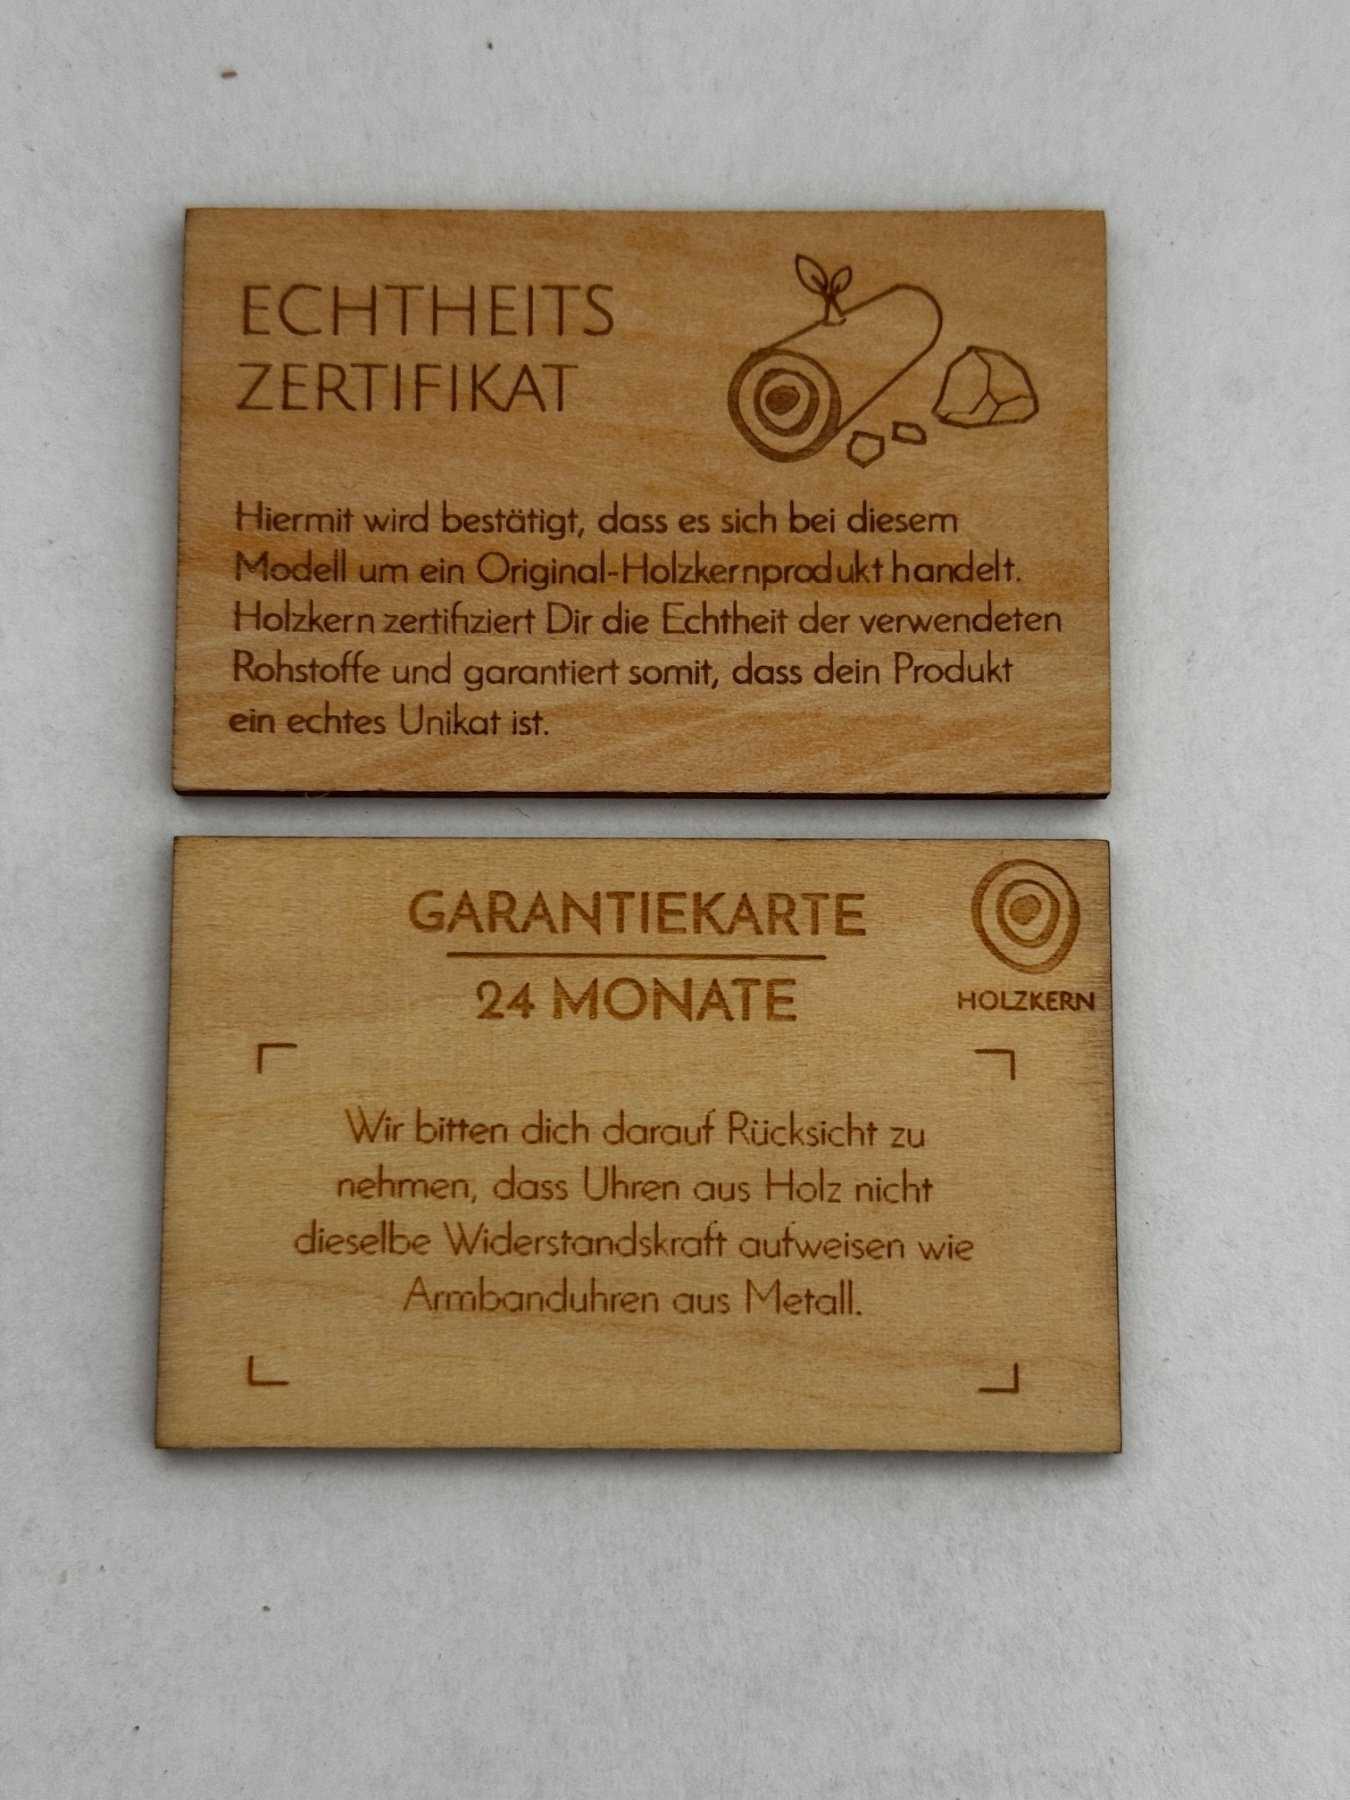 ECHTHEITS
ZERTIFIKAT
Hiermit wird bestätigt, dass es sich bei diesem
Modell um ein Original-Holzkernprodukt handelt.
Holzkern zertifiziert Dir die Echtheit der verwendeten
Rohstoffe und garantiert somit, dass dein Produkt
ein echtes Unikat ist.
GARANTIEKARTE
24 MONATE
HOLZKERN
Wir bitten dich darauf Rücksicht zu
nehmen, dass Uhren aus Holz nicht
dieselbe Widerstandskraft aufweisen wie
Armbanduhren aus Metall.